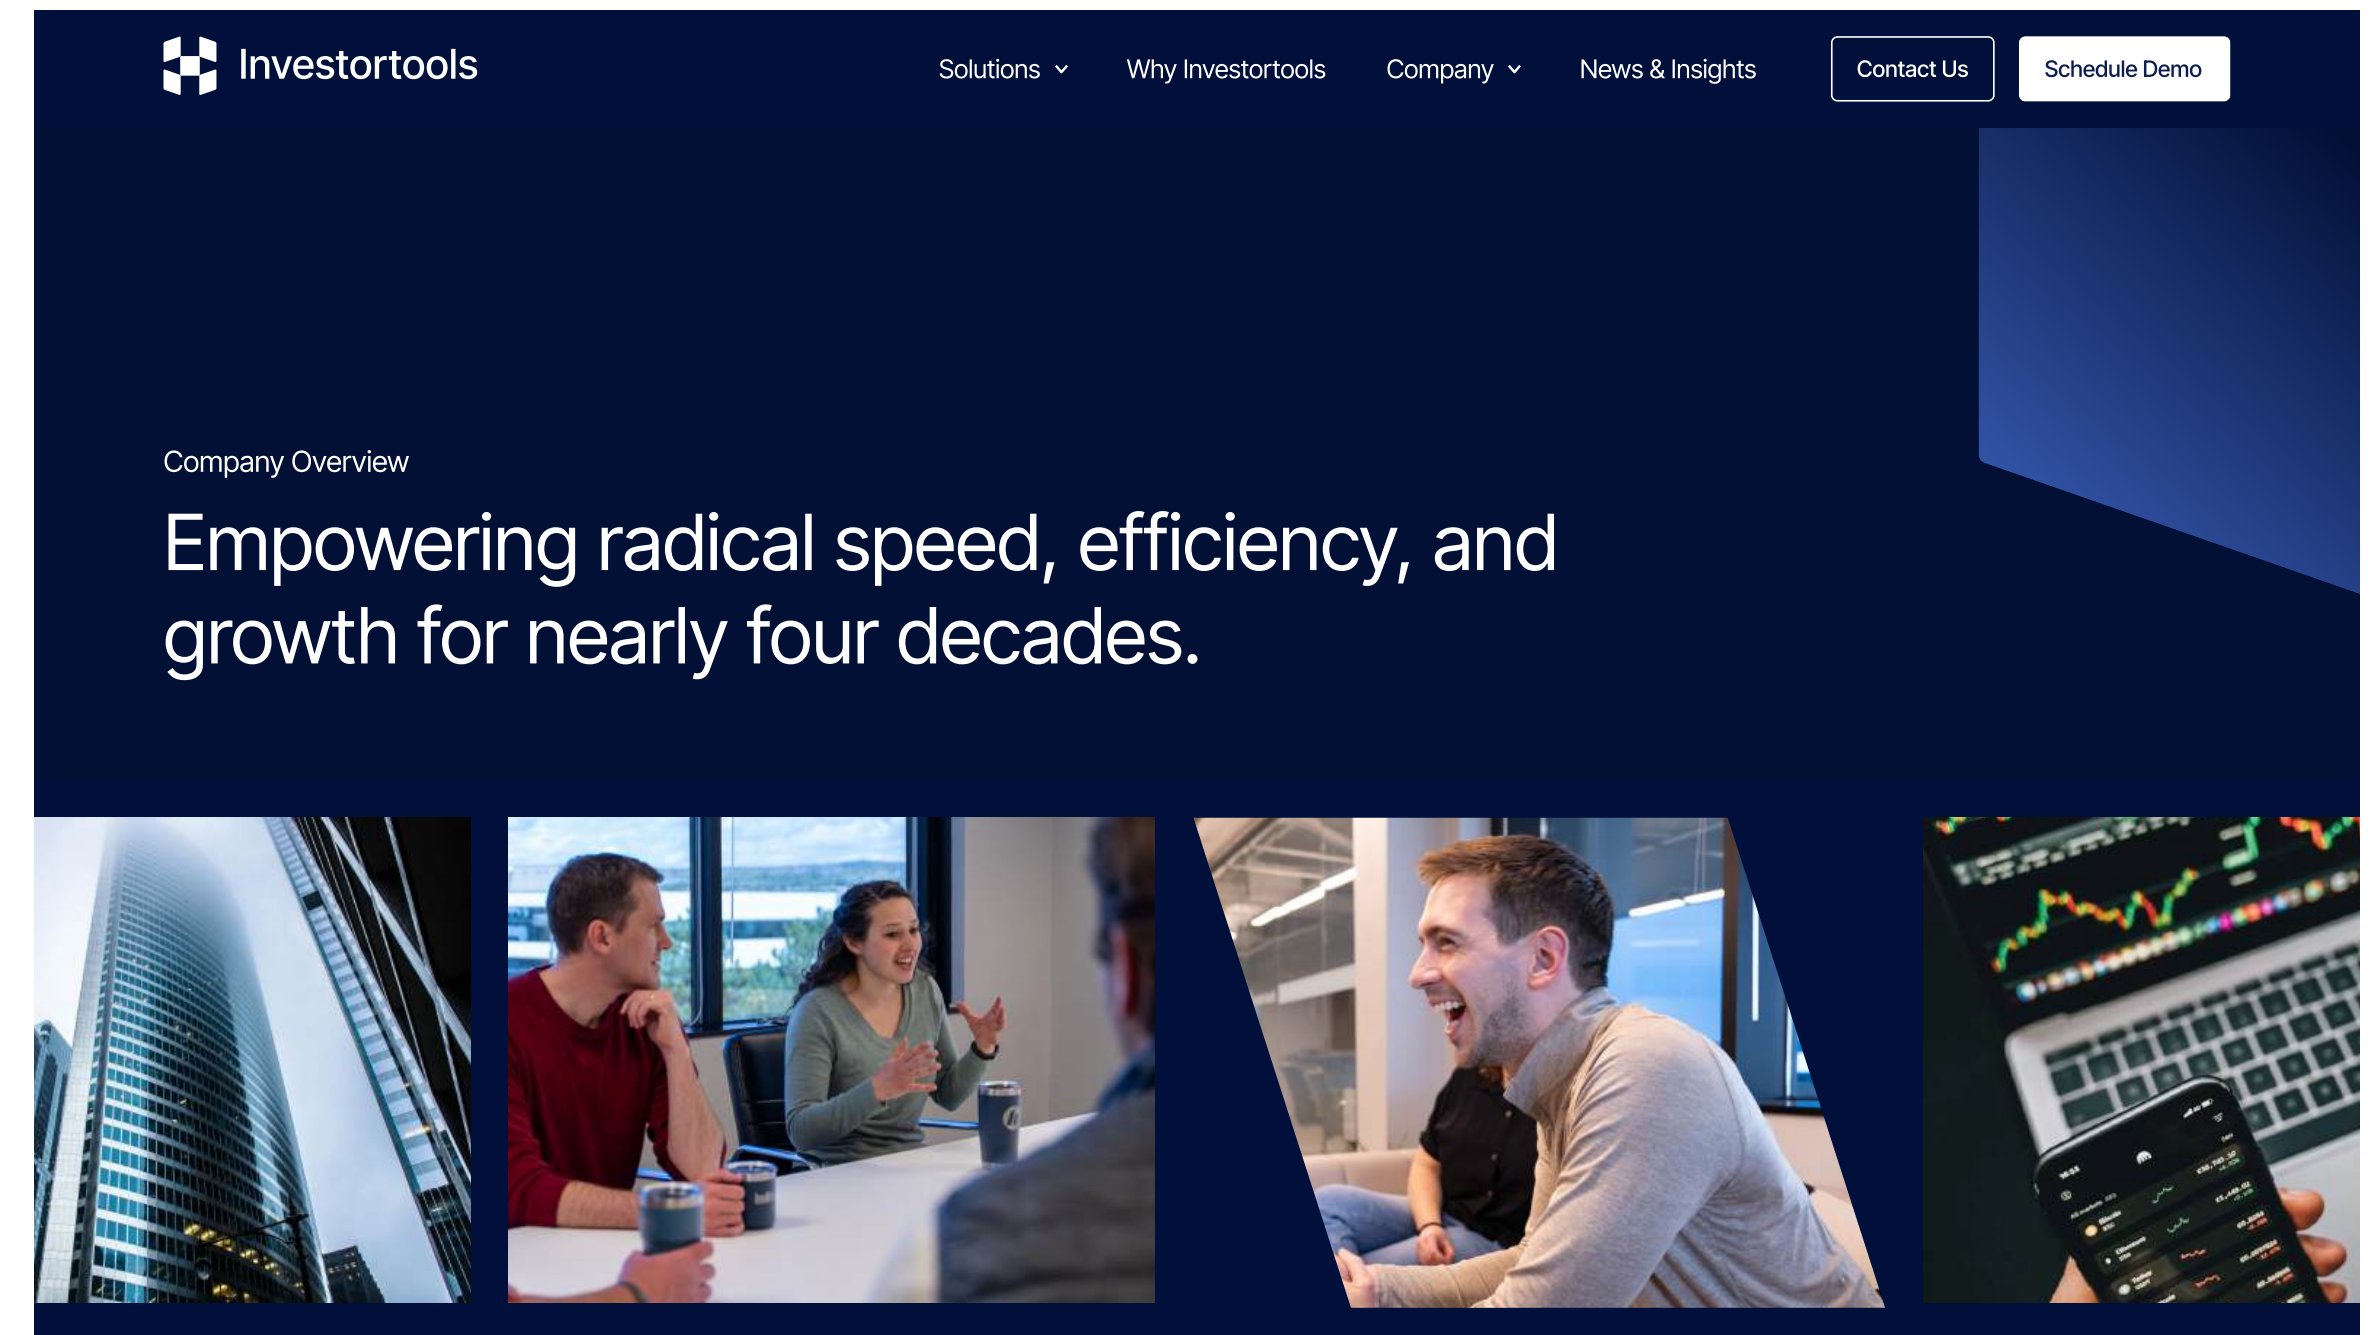 Investortools
Solutions
Why Investortools
Company
News & Insights
Contact Us
Schedule Demo
Company Overview
Empowering radical speed, efficiency, and
growth for nearly four decades.